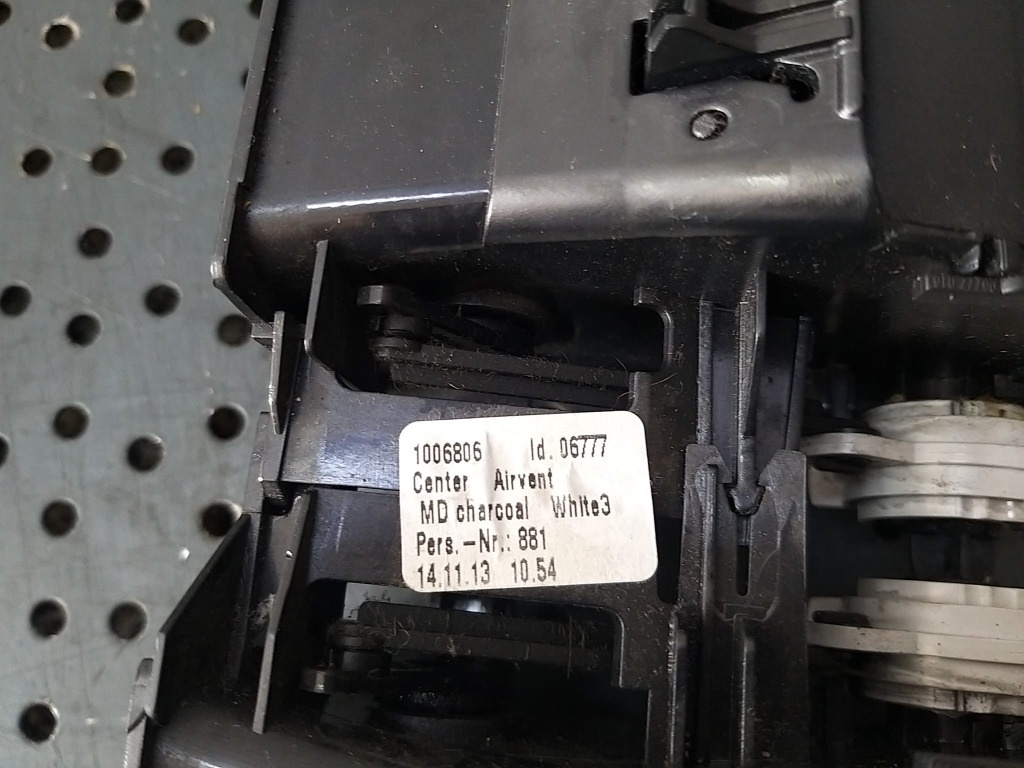 1006806 Id. 06777
Center Airvent
MD charcoal White3
Pers.-Nr.: 881
14.11.13 10.54